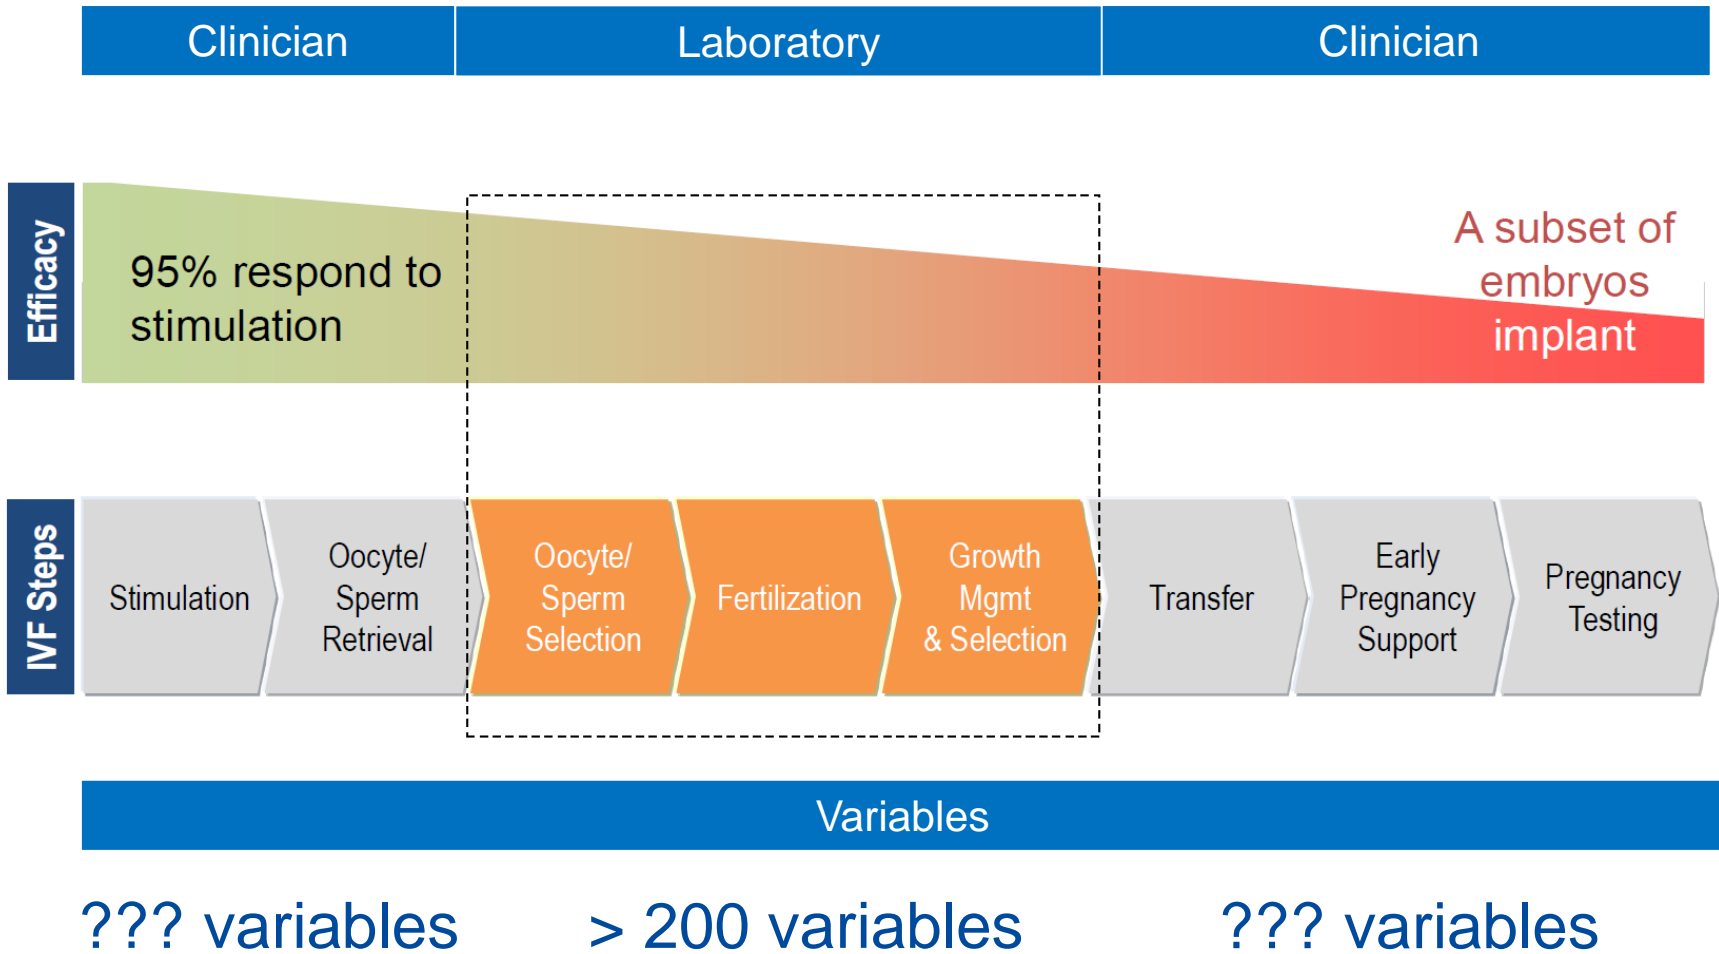 Clinician
Laboratory
Clinician
Efficacy
95% respond to
stimulation
A subset of
embryos
implant
IVF Steps
Stimulation
Oocyte/
Sperm
Retrieval
Oocyte/
Sperm
Selection
Fertilization
Growth
Mgmt
& Selection
Transfer
Early
Pregnancy
Support
Pregnancy
Testing
Variables
??? variables
> 200 variables
??? variables